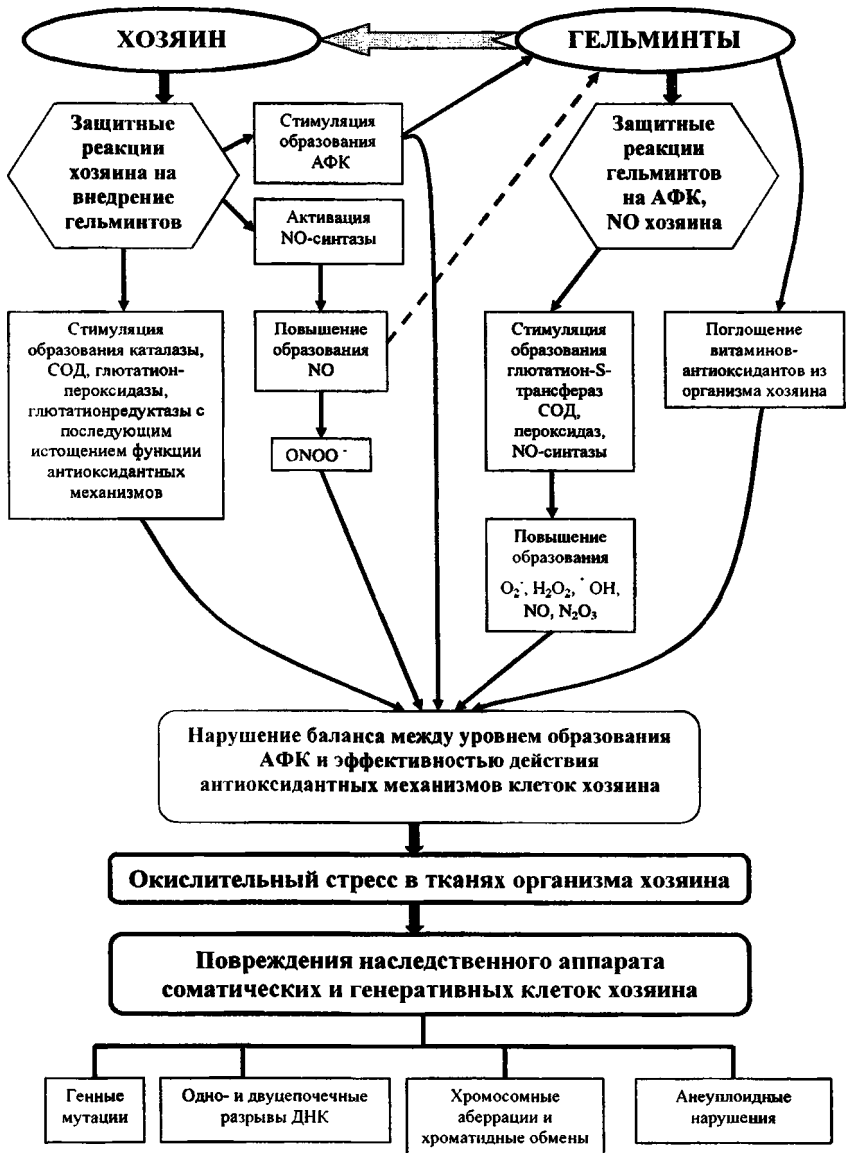 ХОЗЯИН
ГЕЛЬМИНТЫ
Защитные
реакции
хозяина на
внедрение
гельминтов
Стимуляция
образования
АФК
Активация
NO-синтазы
Защитные
реакции
гельминтов
на АФК,
NO хозяина
Стимуляция
образования каталазы,
СОД, глютатион-
пероксидазы,
глютатионредуктазы с
последующим
истощением функции
антиоксидантных
механизмов
Повышение
образования
NO
ONOO⁻
Стимуляция
образования
глютатион-S-
трансфераз
СОД,
пероксидаз,
NO-синтазы
Повышение
образования
O₂⁻, H₂O₂, ˙OH,
NO, N₂O₃
Поглощение
витаминов-
антиоксидантов из
организма хозяина
Нарушение баланса между уровнем образования
АФК и эффективностью действия
антиоксидантных механизмов клеток хозяина
Окислительный стресс в тканях организма хозяина
Повреждения наследственного аппарата
соматических и генеративных клеток хозяина
Генные
мутации
Одно- и двуцепочечные
разрывы ДНК
Хромосомные
аберрации и
хроматидные обмены
Анеуплоидные
нарушения